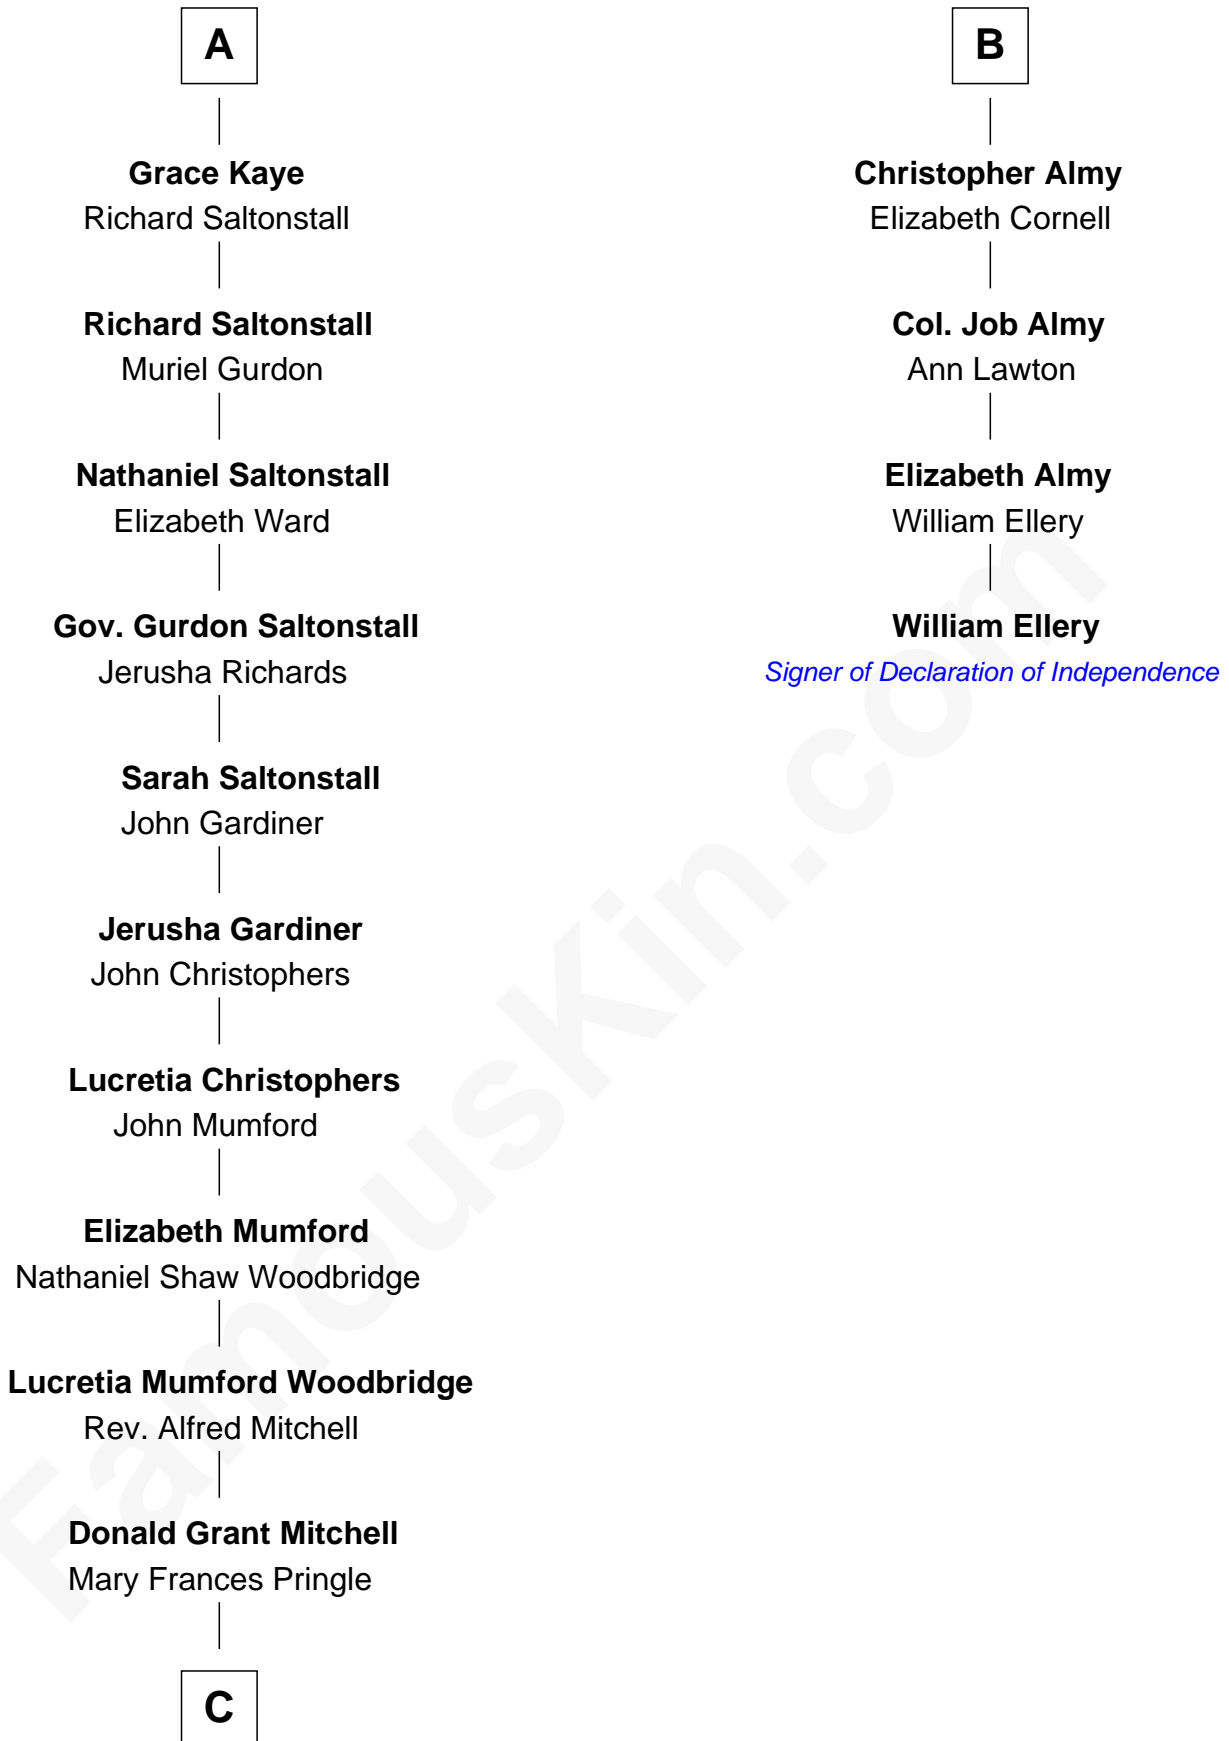 A
Grace Kaye
Richard Saltonstall
Richard Saltonstall
Muriel Gurdon
Nathaniel Saltonstall
Elizabeth Ward
Gov. Gurdon Saltonstall
Jerusha Richards
Sarah Saltonstall
John Gardiner
Jerusha Gardiner
John Christophers
Lucretia Christophers
John Mumford
Elizabeth Mumford
Nathaniel Shaw Woodbridge
Lucretia Mumford Woodbridge
Rev. Alfred Mitchell
Donald Grant Mitchell
Mary Frances Pringle
C
B
Christopher Almy
Elizabeth Cornell
Col. Job Almy
Ann Lawton
Elizabeth Almy
William Ellery
William Ellery
Signer of Declaration of Independence
FamousKin.com